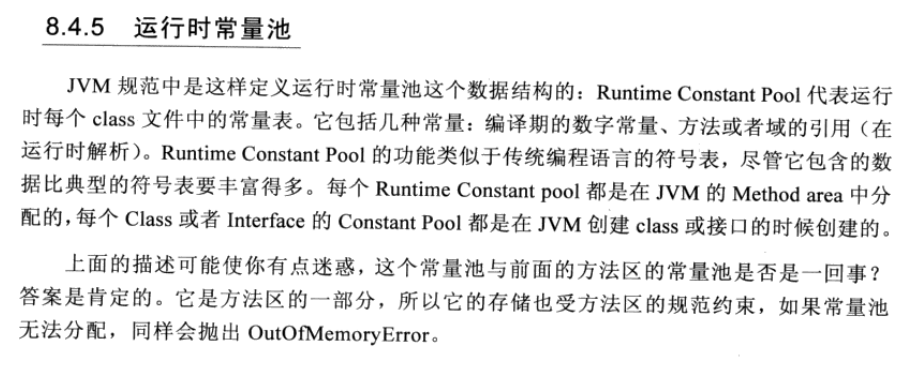 8.4.5 运行时常量池
JVM 规范中是这样定义运行时常量池这个数据结构的：Runtime Constant Pool 代表运行
时每个 class 文件中的常量表。它包括几种常量：编译期的数字常量、方法或者域的引用（在
运行时解析）。Runtime Constant Pool 的功能类似于传统编程语言的符号表，尽管它包含的数
据比典型的符号表要丰富得多。每个 Runtime Constant pool 都是在 JVM 的 Method area 中分
配的，每个 Class 或者 Interface 的 Constant Pool 都是在 JVM 创建 class 或接口的时候创建的。
上面的描述可能使你有点迷惑，这个常量池与前面的方法区的常量池是否是一回事？
答案是肯定的。它是方法区的一部分，所以它的存储也受方法区的规范约束，如果常量池
无法分配，同样会抛出 OutOfMemoryError。